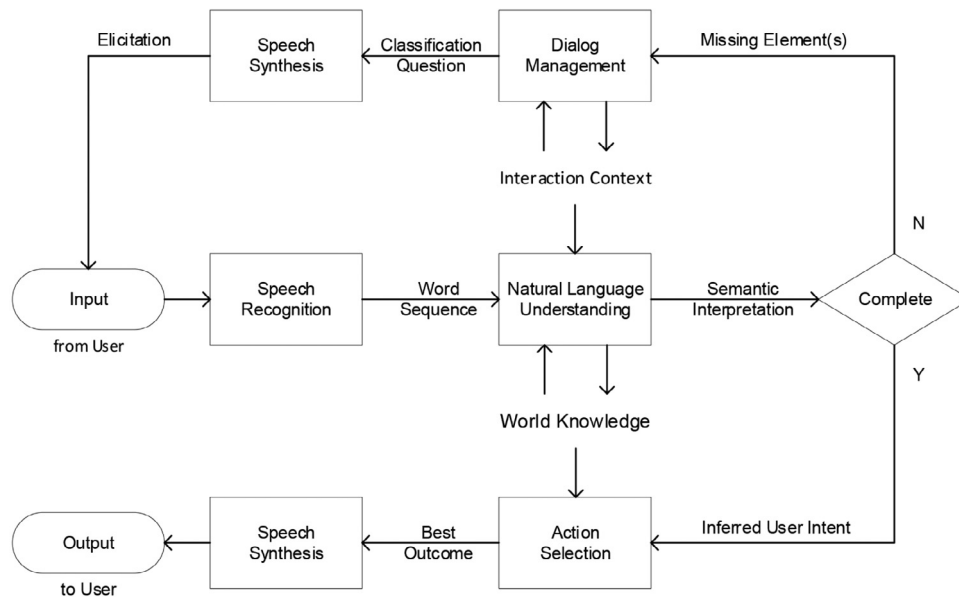 Elicitation
Speech
Synthesis
Classification
Question
Dialog
Management
Missing Element(s)
Interaction Context
N
Input
from User
Speech
Recognition
Word
Sequence
Natural Language
Understanding
Semantic
Interpretation
Complete
Y
World Knowledge
Output
to User
Speech
Synthesis
Best
Outcome
Action
Selection
Inferred User Intent